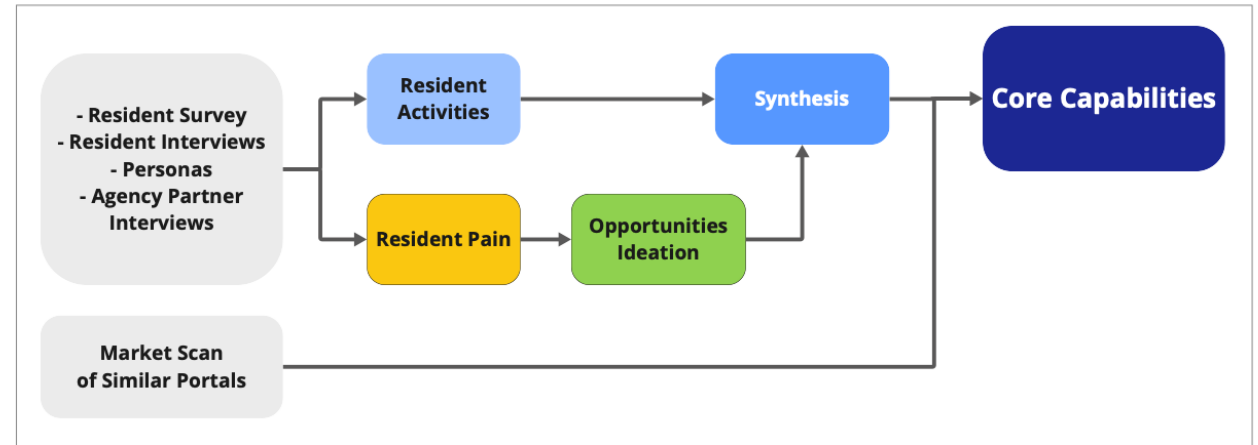 - Resident Survey
- Resident Interviews
- Personas
- Agency Partner
Interviews
Resident
Activities
Synthesis
Core Capabilities
Resident Pain
Opportunities
Ideation
Market Scan
of Similar Portals